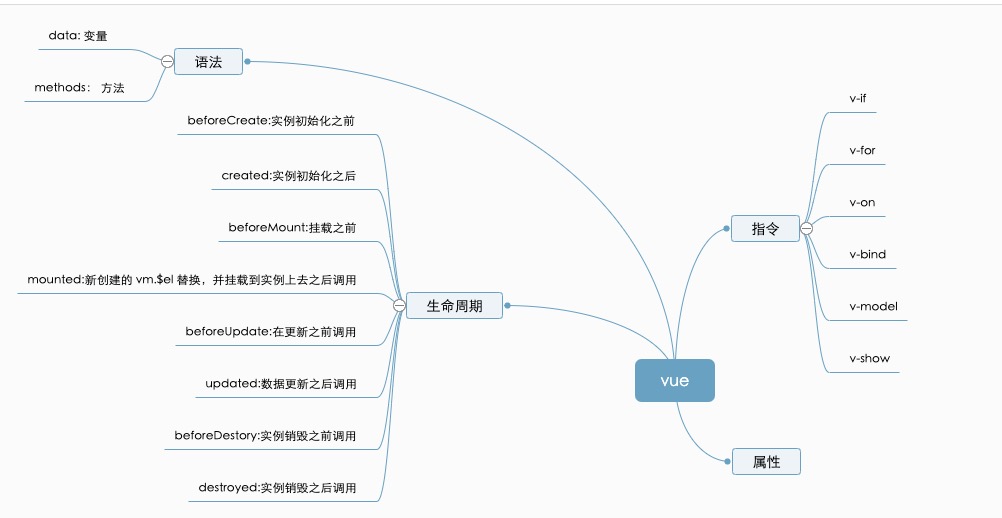 data: 变量
语法
methods： 方法
beforeCreate:实例初始化之前
created:实例初始化之后
beforeMount:挂载之前
mounted:新创建的 vm.$el 替换，并挂载到实例上去之后调用
生命周期
beforeUpdate:在更新之前调用
updated:数据更新之后调用
beforeDestory:实例销毁之前调用
destroyed:实例销毁之后调用
vue
指令
v-if
v-for
v-on
v-bind
v-model
v-show
属性